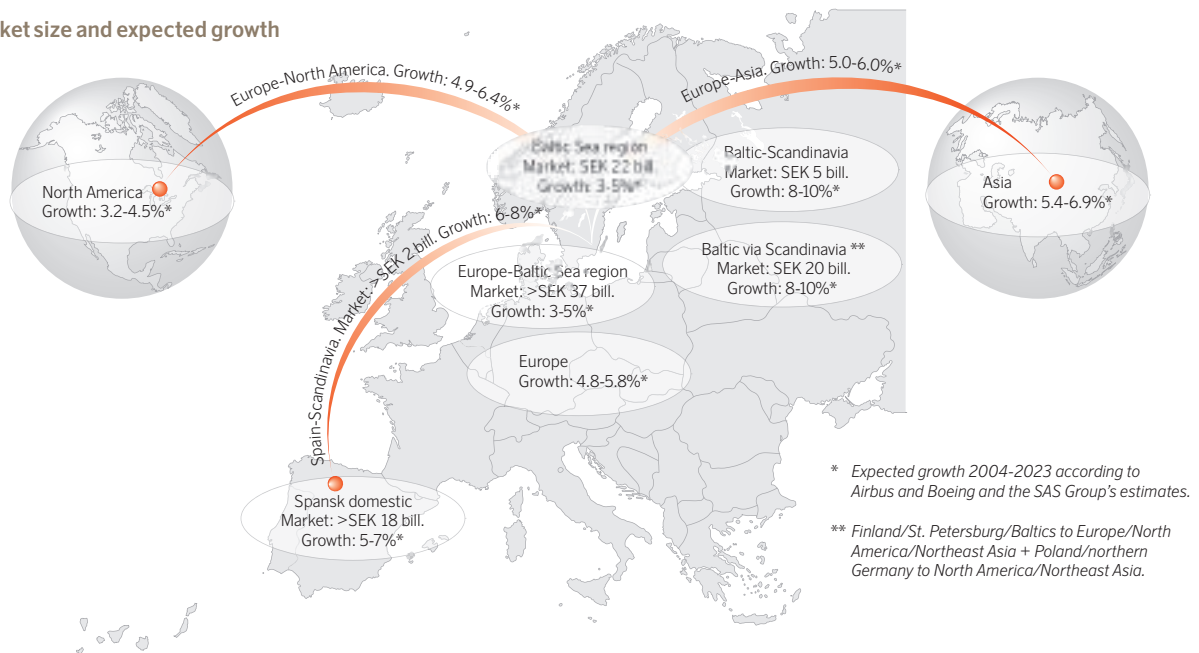 ket size and expected growth
Europe-North America. Growth: 4.9-6.4%*
Europe-Asia. Growth: 5.0-6.0%*
Baltic Sea region
Market: SEK 22 bill.
Growth: 3-5%*
Baltic-Scandinavia
Market: SEK 5 bill.
Growth: 8-10%*
North America
Growth: 3.2-4.5%*
Asia
Growth: 5.4-6.9%*
Spain-Scandinavia. Market: >SEK 2 bill. Growth: 6-8%*
Baltic via Scandinavia **
Market: SEK 20 bill.
Growth: 8-10%*
Europe-Baltic Sea region
Market: >SEK 37 bill.
Growth: 3-5%*
Europe
Growth: 4.8-5.8%*
Spansk domestic
Market: >SEK 18 bill.
Growth: 5-7%*
* Expected growth 2004-2023 according to
Airbus and Boeing and the SAS Group's estimates.
** Finland/St. Petersburg/Baltics to Europe/North
America/Northeast Asia + Poland/northern
Germany to North America/Northeast Asia.